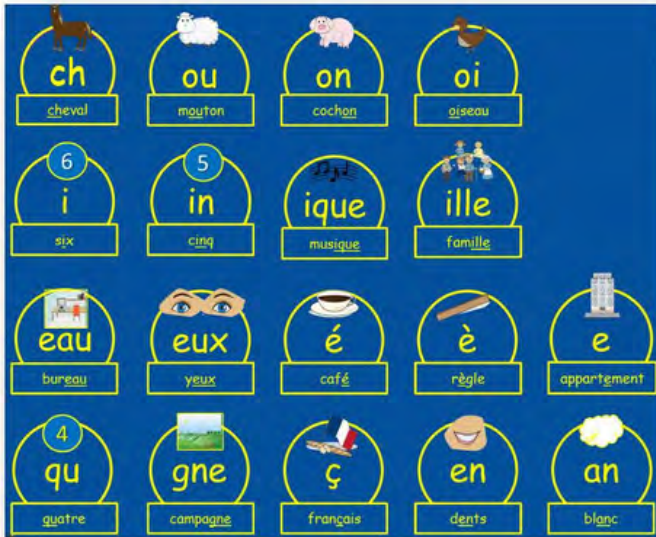 ch ou on oi
cheval mouton cochon oiseau
6 5
i in ique ille
six cinq musique famille
eau eux é è e
bureau yeux café règle appartement
4
qu gne ç en an
quatre campagne français dents blanc